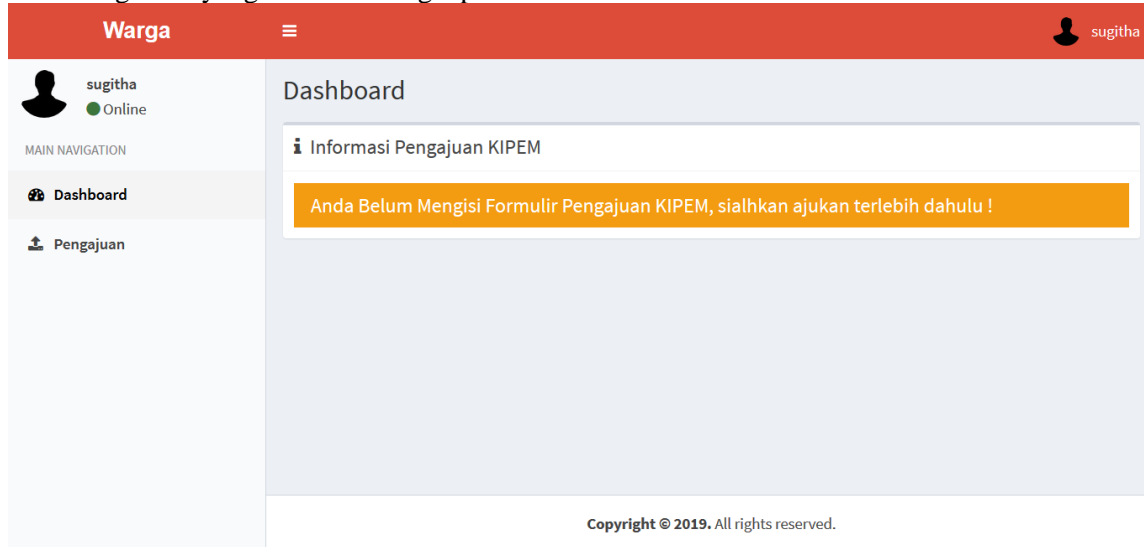 Warga
sugitha
sugitha
Online
MAIN NAVIGATION
Dashboard
Pengajuan
Dashboard
Informasi Pengajuan KIPEM
Anda Belum Mengisi Formulir Pengajuan KIPEM, sialhkan ajukan terlebih dahulu !
Copyright © 2019. All rights reserved.